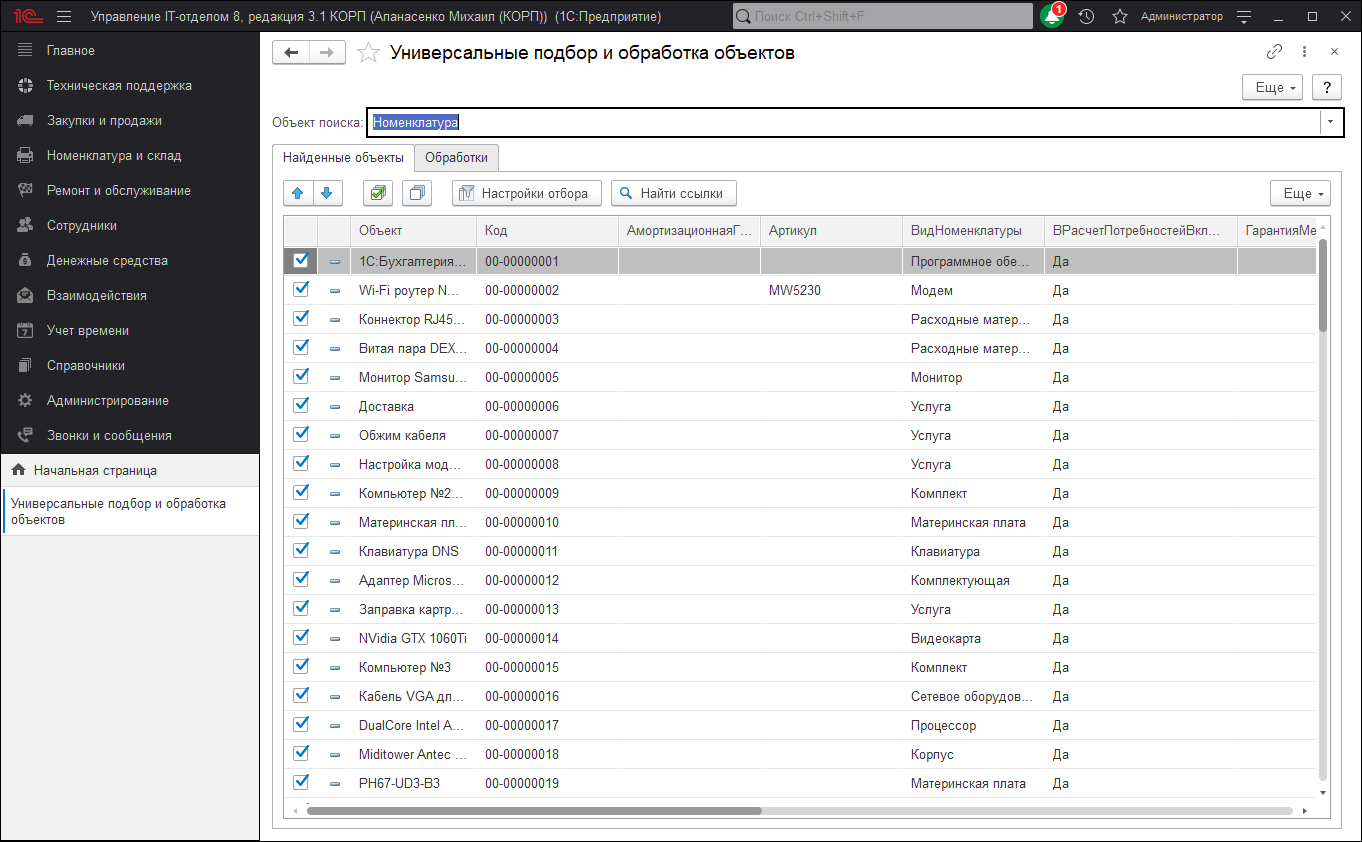 1С Управление IT-отделом 8, редакция 3.1 КОРП (Апанасенко Михаил (КОРП)) (1С:Предприятие) Поиск Ctrl+Shift+F 1 Администратор
Главное
Техническая поддержка
Закупки и продажи
Номенклатура и склад
Ремонт и обслуживание
Сотрудники
Денежные средства
Взаимодействия
7 Учет времени
Справочники
Администрирование
Звонки и сообщения
Начальная страница
Универсальные подбор и обработка
объектов
Универсальные подбор и обработка объектов
Еще ?
Объект поиска: Номенклатура
Найденные объекты Обработки
Настройки отбора Найти ссылки Еще
Объект Код АмортизационнаяГ... Артикул ВидНоменклатуры ВРасчетПотребностейВкл... ГарантияМе
1С:Бухгалтерия... 00-00000001 Программное обе... Да
Wi-Fi роутер N... 00-00000002 MW5230 Модем Да
Коннектор RJ45... 00-00000003 Расходные матер... Да
Витая пара DEX... 00-00000004 Расходные матер... Да
Монитор Samsu... 00-00000005 Монитор Да
Доставка 00-00000006 Услуга Да
Обжим кабеля 00-00000007 Услуга Да
Настройка мод... 00-00000008 Услуга Да
Компьютер №2... 00-00000009 Комплект Да
Материнская пл... 00-00000010 Материнская плата Да
Клавиатура DNS 00-00000011 Клавиатура Да
Адаптер Micros... 00-00000012 Комплектующая Да
Заправка картр... 00-00000013 Услуга Да
NVidia GTX 1060Ti 00-00000014 Видеокарта Да
Компьютер №3 00-00000015 Комплект Да
Кабель VGA дл... 00-00000016 Сетевое оборудов... Да
DualCore Intel A... 00-00000017 Процессор Да
Miditower Antec ... 00-00000018 Корпус Да
PH67-UD3-B3 00-00000019 Материнская плата Да